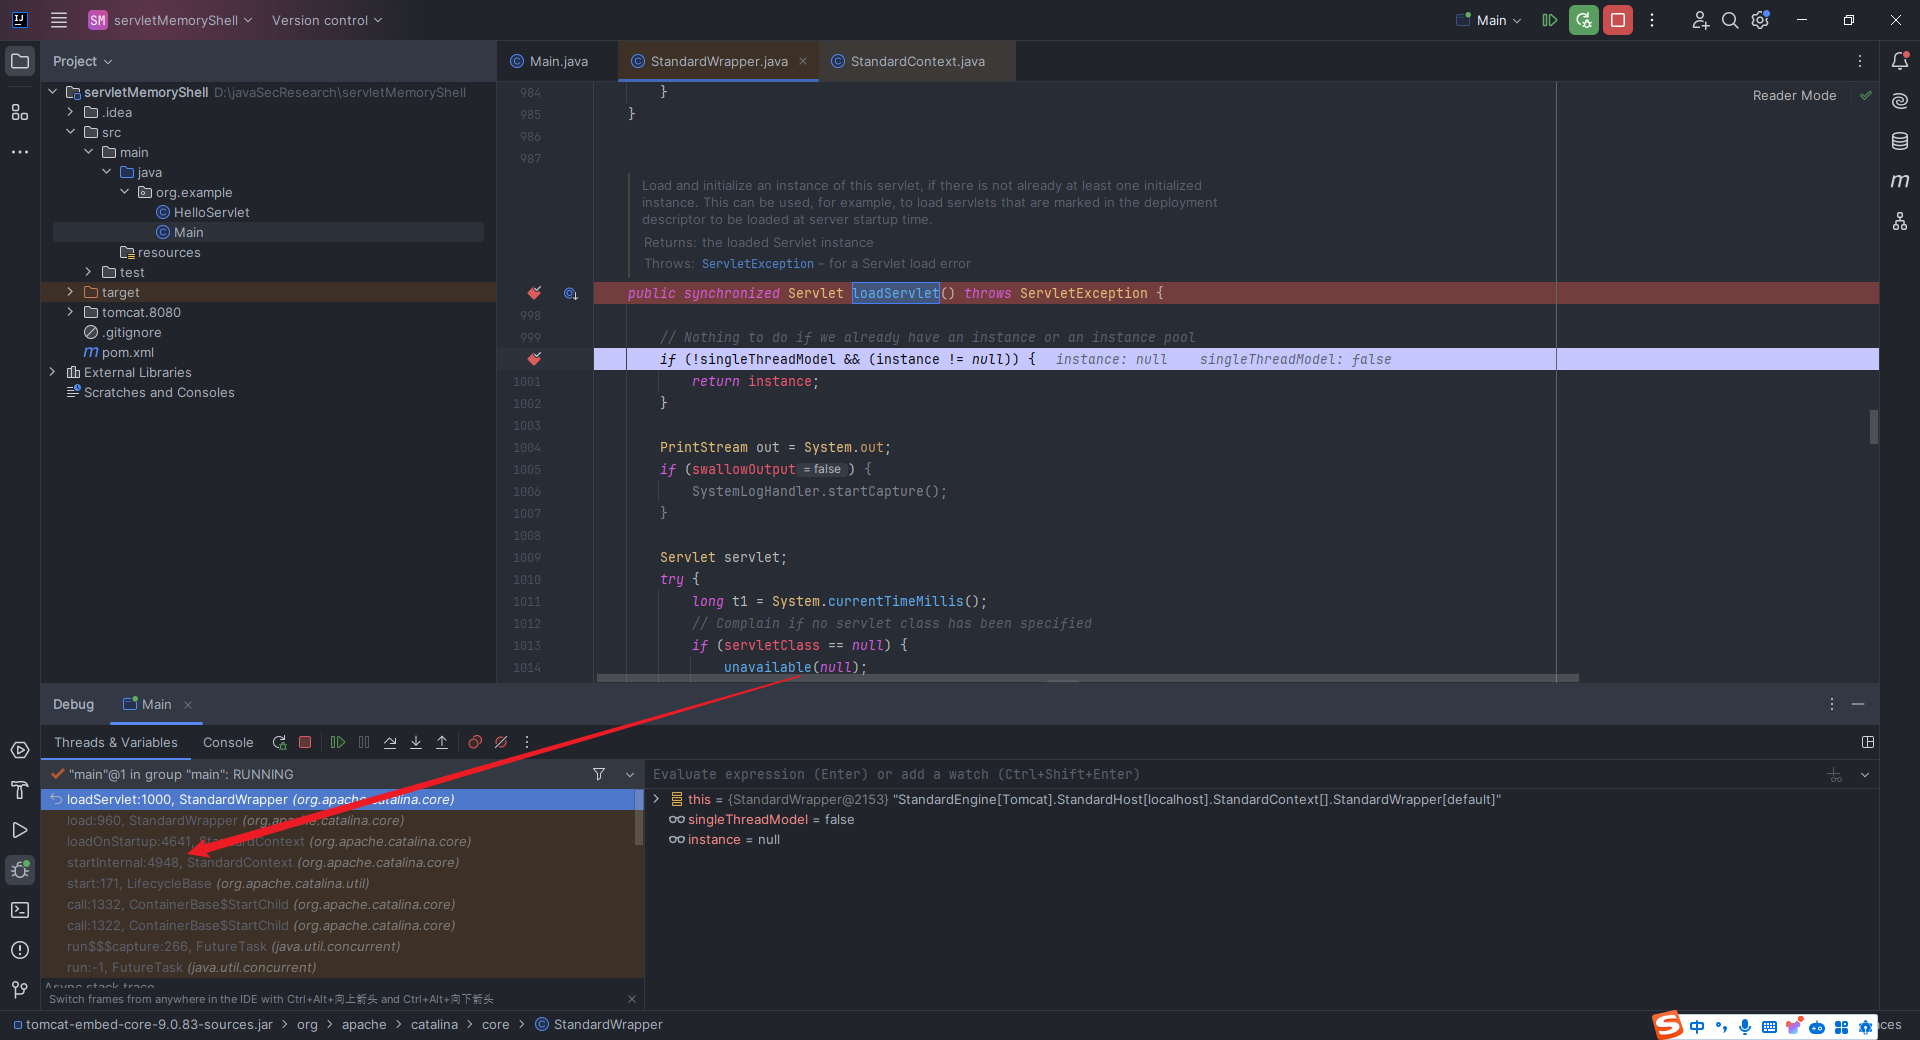 SM servletMemoryShell Version control Main
Project
Main.java StandardWrapper.java StandardContext.java
servletMemoryShell D:\javaSecResearch\servletMemoryShell
.idea
src
main
java
org.example
HelloServlet
Main
resources
test
target
tomcat.8080
.gitignore
pom.xml
External Libraries
Scratches and Consoles
Reader Mode
984 }
985 }
986
987
Load and initialize an instance of this servlet, if there is not already at least one initialized
instance. This can be used, for example, to load servlets that are marked in the deployment
descriptor to be loaded at server startup time.
Returns: the loaded Servlet instance
Throws: ServletException – for a Servlet load error
public synchronized Servlet loadServlet() throws ServletException {
998
999 // Nothing to do if we already have an instance or an instance pool
if (!singleThreadModel && (instance != null)) { instance: null singleThreadModel: false
1001 return instance;
1002 }
1003
1004 PrintStream out = System.out;
1005 if (swallowOutput = false ) {
1006 SystemLogHandler.startCapture();
1007 }
1008
1009 Servlet servlet;
1010 try {
1011 long t1 = System.currentTimeMillis();
1012 // Complain if no servlet class has been specified
1013 if (servletClass == null) {
1014 unavailable(null);
Debug Main
Threads & Variables Console
"main"@1 in group "main": RUNNING
loadServlet:1000, StandardWrapper (org.apache.catalina.core)
load:960, StandardWrapper (org.apache.catalina.core)
loadOnStartup:4641, StandardContext (org.apache.catalina.core)
startInternal:4948, StandardContext (org.apache.catalina.core)
start:171, LifecycleBase (org.apache.catalina.util)
call:1332, ContainerBase$StartChild (org.apache.catalina.core)
call:1322, ContainerBase$StartChild (org.apache.catalina.core)
run$$$capture:266, FutureTask (java.util.concurrent)
run:-1, FutureTask (java.util.concurrent)
Async stack trace
Switch frames from anywhere in the IDE with Ctrl+Alt+向上箭头 and Ctrl+Alt+向下箭头
Evaluate expression (Enter) or add a watch (Ctrl+Shift+Enter)
this = {StandardWrapper@2153} "StandardEngine[Tomcat].StandardHost[localhost].StandardContext[].StandardWrapper[default]"
singleThreadModel = false
instance = null
tomcat-embed-core-9.0.83-sources.jar org apache catalina core StandardWrapper
中